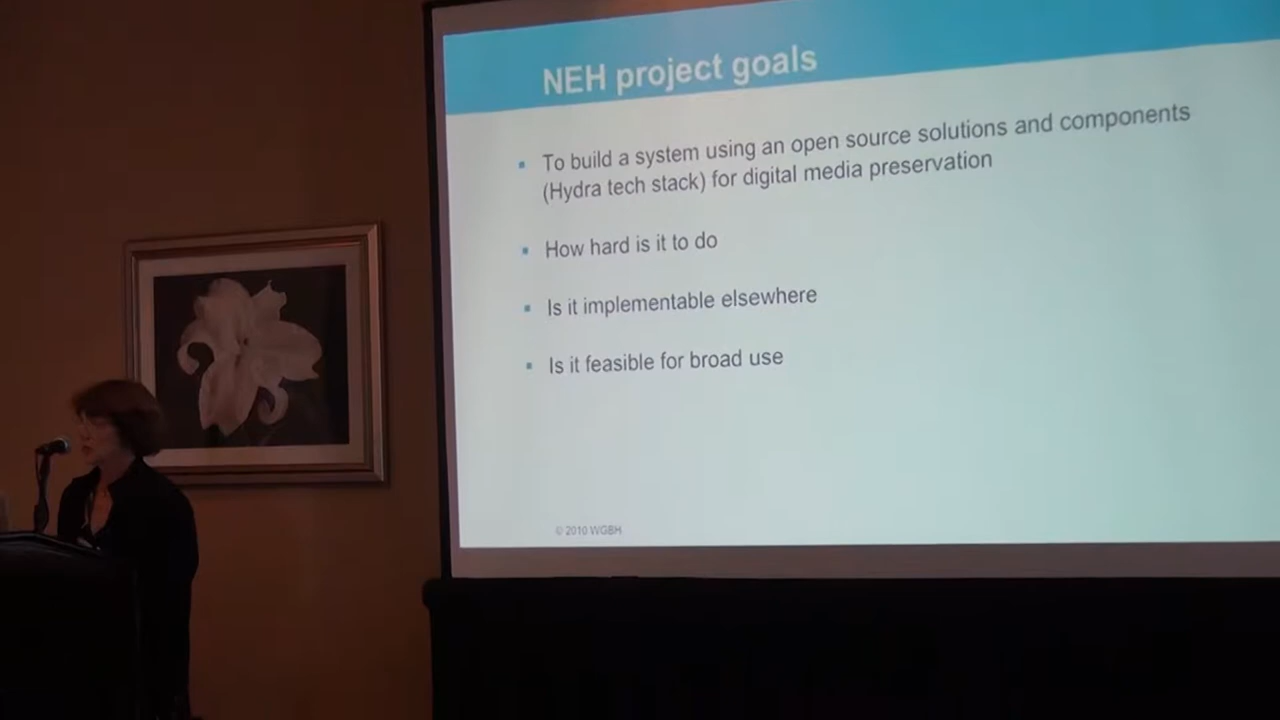 NEH project goals
To build a system using an open source solutions and components
(Hydra tech stack) for digital media preservation
How hard is it to do
Is it implementable elsewhere
Is it feasible for broad use
© 2010 WGBH